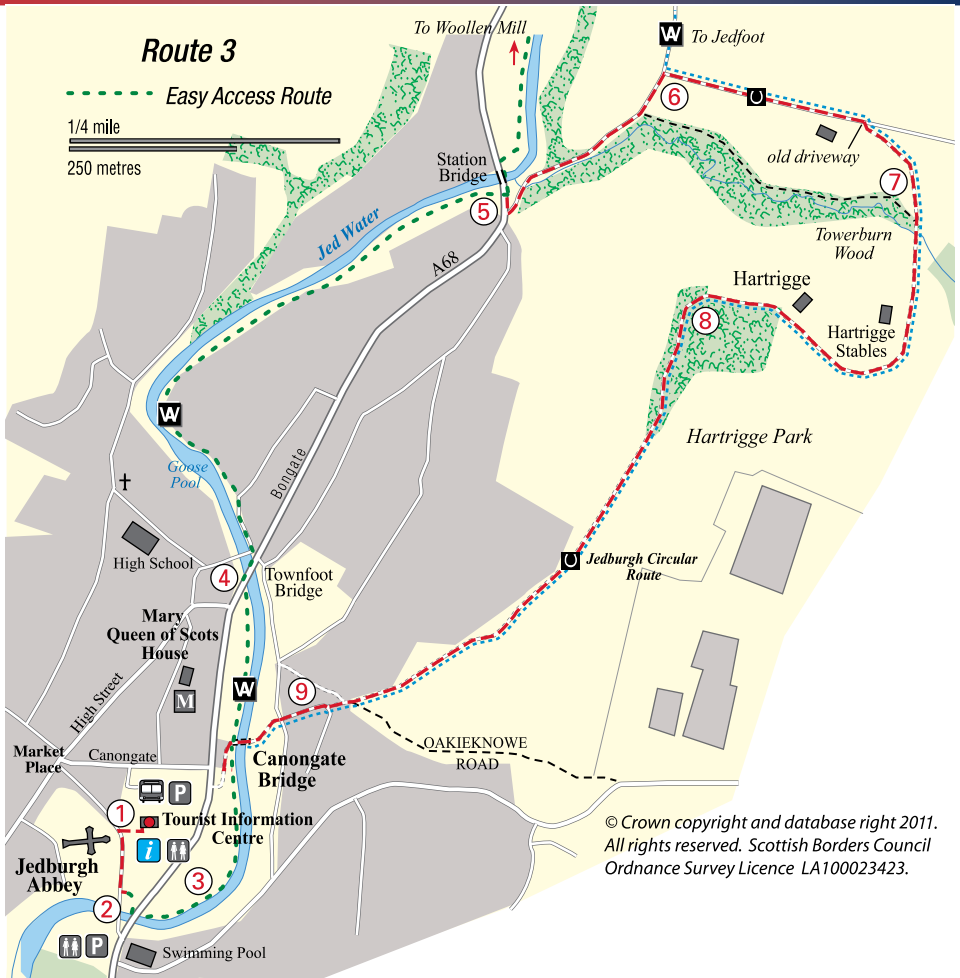 Route 3
Easy Access Route
1/4 mile
250 metres
To Woollen Mill
To Jedfoot
6
old driveway
7
Station
Bridge
5
Jed Water
A68
Towerburn
Wood
Hartrigge
8
Hartrigge
Stables
Hartrigge Park
Goose
Pool
Bongate
High School
4
Townfoot
Bridge
Jedburgh Circular
Route
Mary
Queen of Scots
House
M
High Street
9
Market
Place
Canongate
Canongate
Bridge
OAKIEKNOWE
ROAD
P
1
Tourist Information
Centre
i
Jedburgh
Abbey
3
2
P
Swimming Pool
© Crown copyright and database right 2011.
All rights reserved. Scottish Borders Council
Ordnance Survey Licence LA100023423.